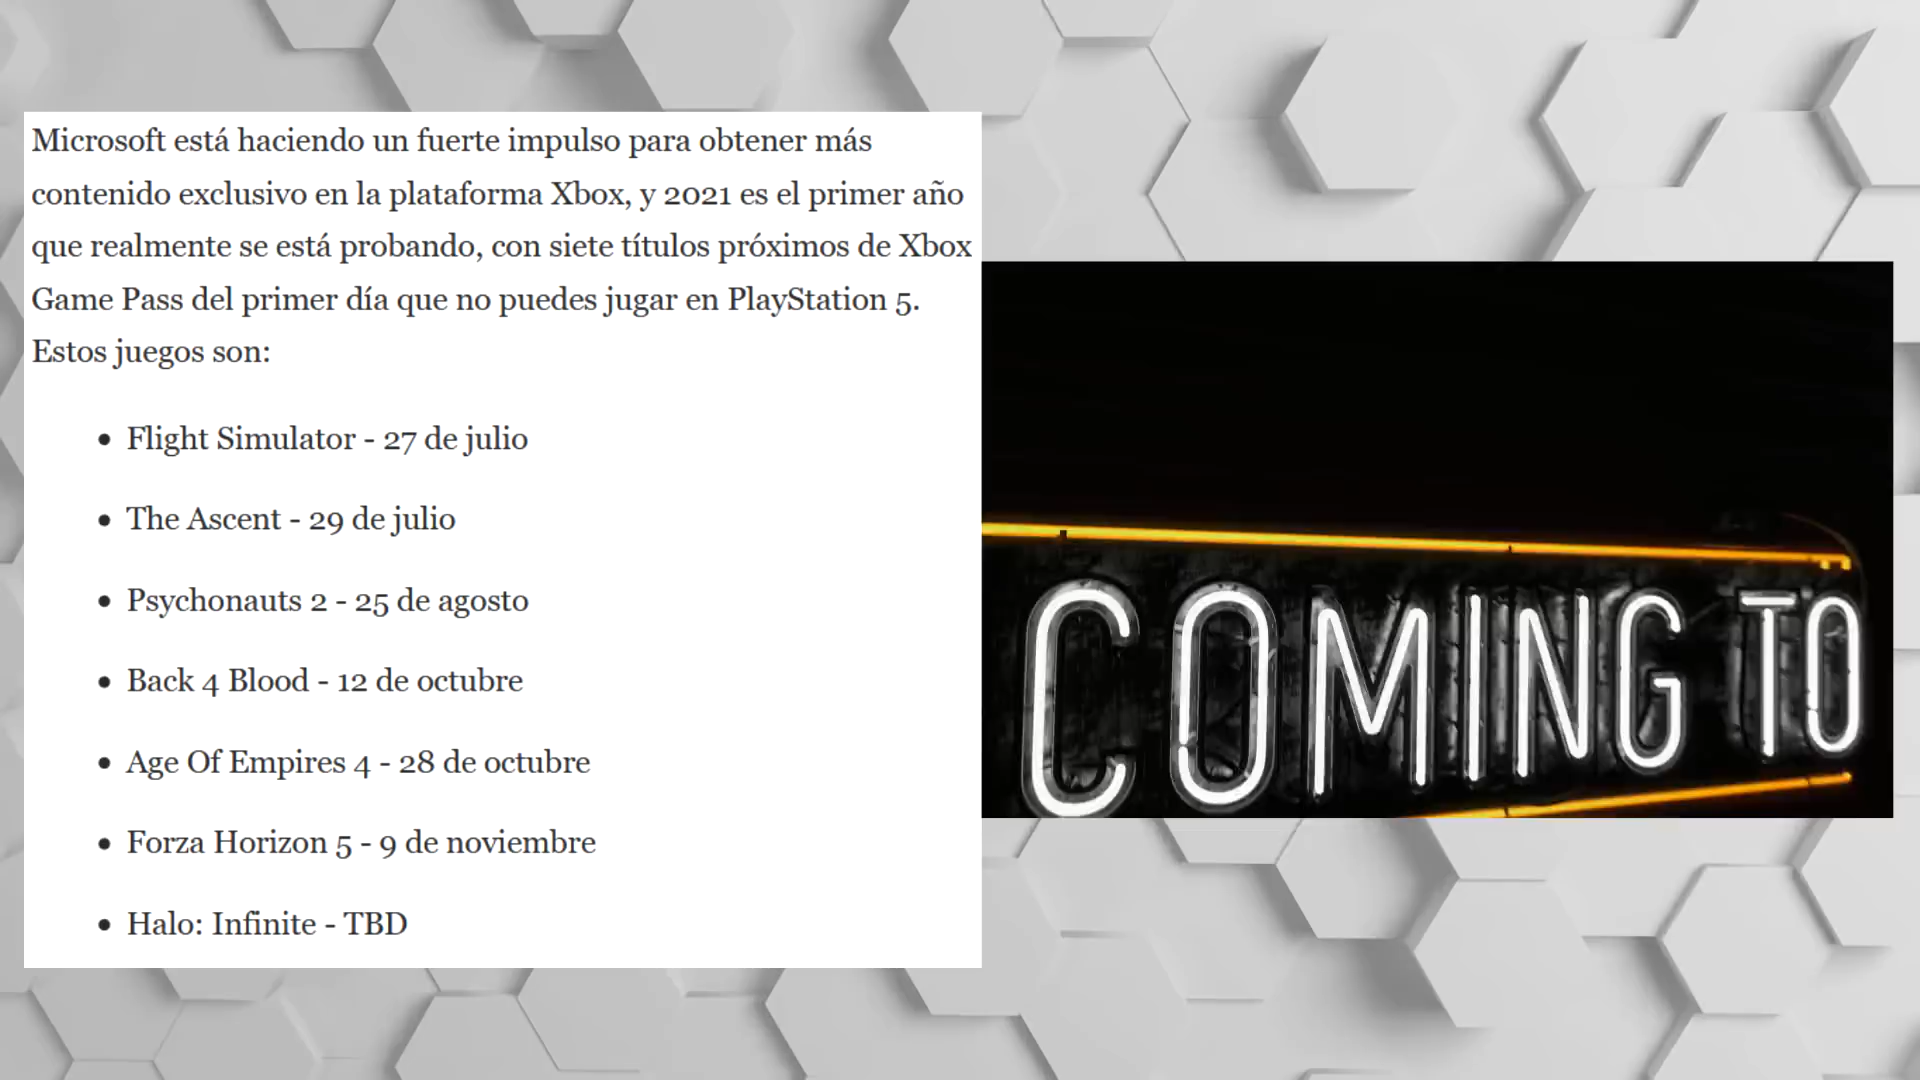 Microsoft está haciendo un fuerte impulso para obtener más
contenido exclusivo en la plataforma Xbox, y 2021 es el primer año
que realmente se está probando, con siete títulos próximos de Xbox
Game Pass del primer día que no puedes jugar en PlayStation 5.
Estos juegos son:
• Flight Simulator - 27 de julio
• The Ascent - 29 de julio
• Psychonauts 2 - 25 de agosto
• Back 4 Blood - 12 de octubre
• Age Of Empires 4 - 28 de octubre
• Forza Horizon 5 - 9 de noviembre
• Halo: Infinite - TBD
COMING TO